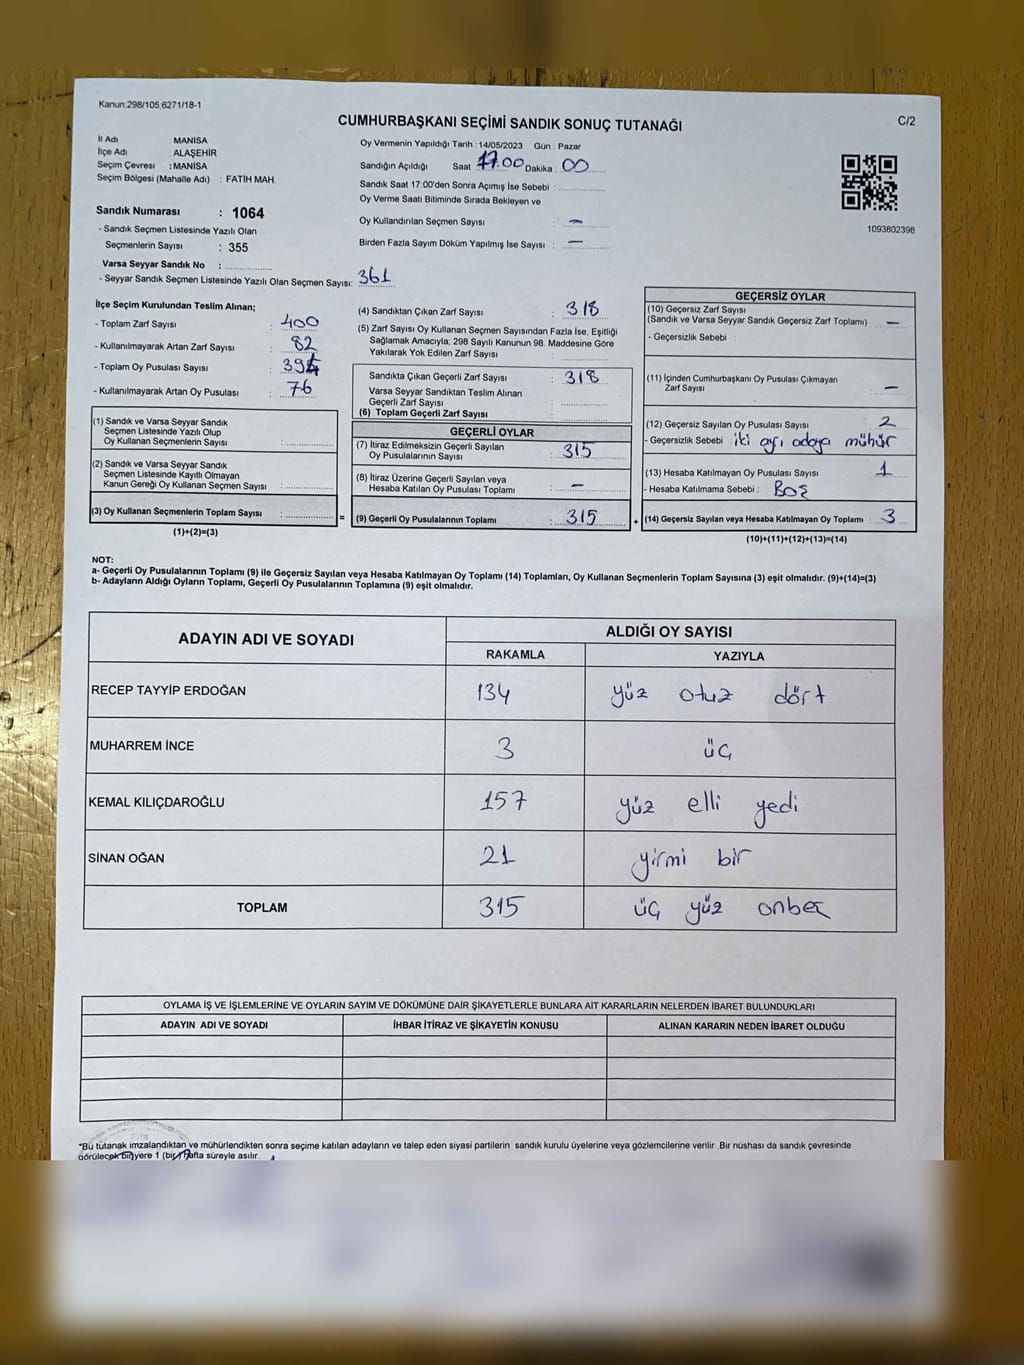 Kanun:298/105,6271/18-1
C/2
CUMHURBAŞKANI SEÇİMİ SANDIK SONUÇ TUTANAĞI
İl Adı MANİSA
İlçe Adı : ALAŞEHİR
Seçim Çevresi : MANİSA
Seçim Bölgesi (Mahalle Adı) : FATİH MAH.
Sandık Numarası : 1064
- Sandık Seçmen Listesinde Yazılı Olan
Seçmenlerin Sayısı : 355
Varsa Seyyar Sandık No :
- Seyyar Sandık Seçmen Listesinde Yazılı Olan Seçmen Sayısı: 361
Oy Vermenin Yapıldığı Tarih : 14/05/2023 Gün : Pazar
Sandığın Açıldığı Saat 17:00 Dakika : 00
Sandık Saat 17:00'den Sonra Açımış İse Sebebi :
Oy Verme Saati Bitiminde Sırada Bekleyen ve
Oy Kullandırılan Seçmen Sayısı : —
Birden Fazla Sayım Döküm Yapılmış İse Sayısı : —
1093802398
İlçe Seçim Kurulundan Teslim Alınan;
- Toplam Zarf Sayısı : 400
- Kullanılmayarak Artan Zarf Sayısı : 82
- Toplam Oy Pusulası Sayısı : 394
- Kullanılmayarak Artan Oy Pusulası : 76
(1) Sandık ve Varsa Seyyar Sandık
Seçmen Listesinde Yazılı Olup
Oy Kullanan Seçmenlerin Sayısı :
(2) Sandık ve Varsa Seyyar Sandık
Seçmen Listesinde Kayıtlı Olmayan
Kanun Gereği Oy Kullanan Seçmen Sayısı :
(3) Oy Kullanan Seçmenlerin Toplam Sayısı :
(1)+(2)=(3)
=
(4) Sandıktan Çıkan Zarf Sayısı : 318
(5) Zarf Sayısı Oy Kullanan Seçmen Sayısından Fazla İse, Eşitliği
Sağlamak Amacıyla; 298 Sayılı Kanunun 98. Maddesine Göre
Yakılarak Yok Edilen Zarf Sayısı :
Sandıkta Çıkan Geçerli Zarf Sayısı : 318
Varsa Seyyar Sandıktan Teslim Alınan
Geçerli Zarf Sayısı :
(6) Toplam Geçerli Zarf Sayısı :
GEÇERLİ OYLAR
(7) İtiraz Edilmeksizin Geçerli Sayılan
Oy Pusulalarının Sayısı : 315
(8) İtiraz Üzerine Geçerli Sayılan veya
Hesaba Katılan Oy Pusulası Toplamı : —
(9) Geçerli Oy Pusulalarının Toplamı : 315
+
GEÇERSİZ OYLAR
(10) Geçersiz Zarf Sayısı
(Sandık ve Varsa Seyyar Sandık Geçersiz Zarf Toplamı) : —
- Geçersizlik Sebebi :
(11) İçinden Cumhurbaşkanı Oy Pusulası Çıkmayan
Zarf Sayısı —
(12) Geçersiz Sayılan Oy Pusulası Sayısı : 2
- Geçersizlik Sebebi : iki ayrı adaya mühür
(13) Hesaba Katılmayan Oy Pusulası Sayısı : 1
- Hesaba Katılmama Sebebi : BOŞ
(14) Geçersiz Sayılan veya Hesaba Katılmayan Oy Toplamı : 3
(10)+(11)+(12)+(13)=(14)
NOT:
a- Geçerli Oy Pusulalarının Toplamı (9) ile Geçersiz Sayılan veya Hesaba Katılmayan Oy Toplamı (14) Toplamları, Oy Kullanan Seçmenlerin Toplam Sayısına (3) eşit olmalıdır. (9)+(14)=(3)
b- Adayların Aldığı Oyların Toplamı, Geçerli Oy Pusulalarının Toplamına (9) eşit olmalıdır.
ADAYIN ADI VE SOYADI ALDIĞI OY SAYISI
RAKAMLA YAZIYLA
RECEP TAYYİP ERDOĞAN 134 yüz otuz dört
MUHARREM İNCE 3 üç
KEMAL KILIÇDAROĞLU 157 yüz elli yedi
SİNAN OĞAN 21 yirmi bir
TOPLAM 315 üç yüz onbeş
OYLAMA İŞ VE İŞLEMLERİNE VE OYLARIN SAYIM VE DÖKÜMÜNE DAİR ŞİKAYETLERLE BUNLARA AİT KARARLARIN NELERDEN İBARET BULUNDUKLARI
ADAYIN ADI VE SOYADI İHBAR İTİRAZ VE ŞİKAYETİN KONUSU ALINAN KARARIN NEDEN İBARET OLDUĞU
*Bu tutanak imzalandıktan ve mühürlendikten sonra seçime katılan adayların ve talep eden siyasi partilerin sandık kurulu üyelerine veya gözlemcilerine verilir .Bir nüshası da sandık çevresinde
görülecek bir yere 1 (bir) hafta süreyle asılır.